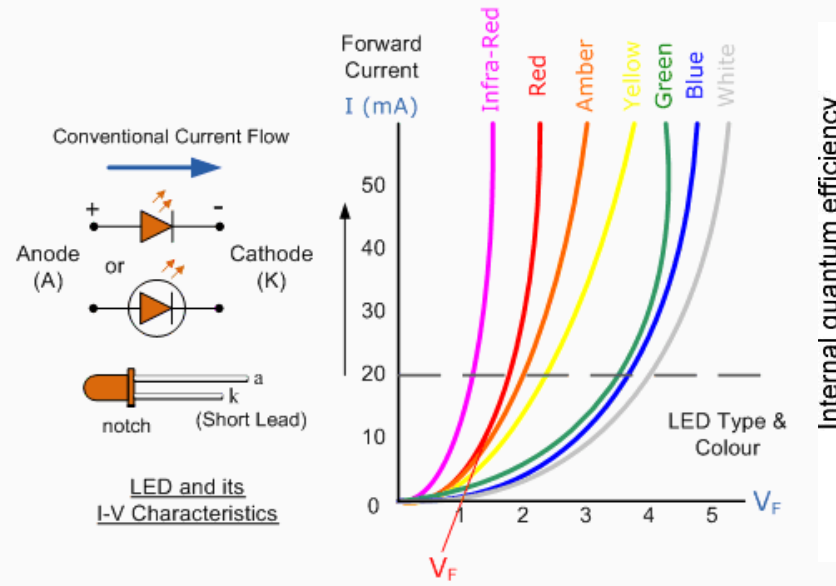 Forward
Current
I (mA)
Infra-Red
Red
Amber
Yellow
Green
Blue
White
Conventional Current Flow
+
-
Anode
(A)
or
Cathode
(K)
a
k
notch
(Short Lead)
LED and its
I-V Characteristics
50
40
30
20
10
0
1
2
3
4
5
VF
VF
LED Type &
Colour
Internal quantum efficiency